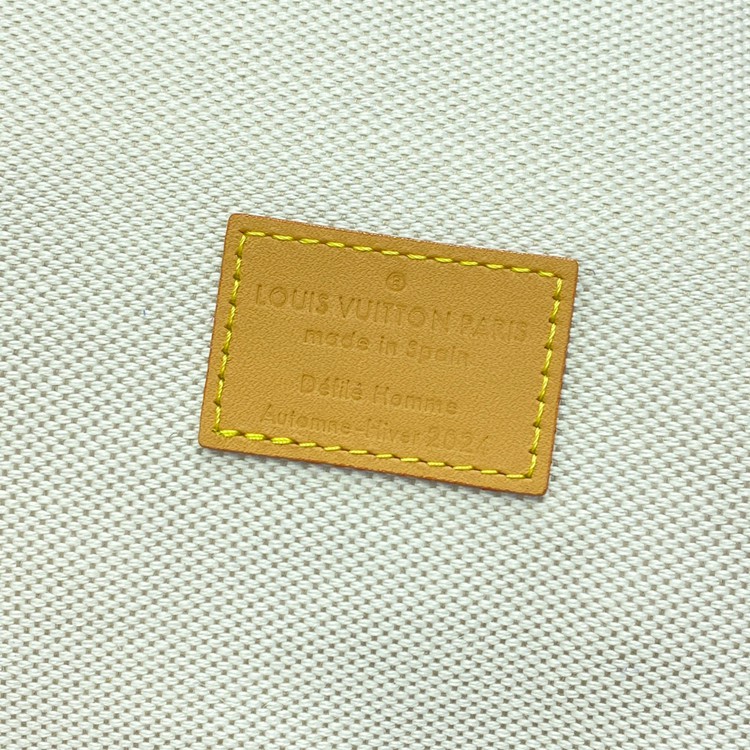 ®
LOUIS VUITTON PARIS
made in Spain
Défilé Homme
Automne-Hiver 2024